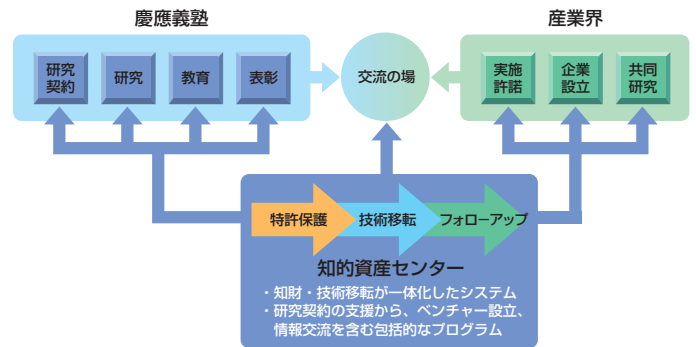 慶應義塾
産業界
研究
契約
研究
教育
表彰
交流の場
実施
許諾
企業
設立
共同
研究
特許保護
技術移転
フォローアップ
知的資産センター
・知財・技術移転が一体化したシステム
・研究契約の支援から、ベンチャー設立、
情報交流を含む包括的なプログラム